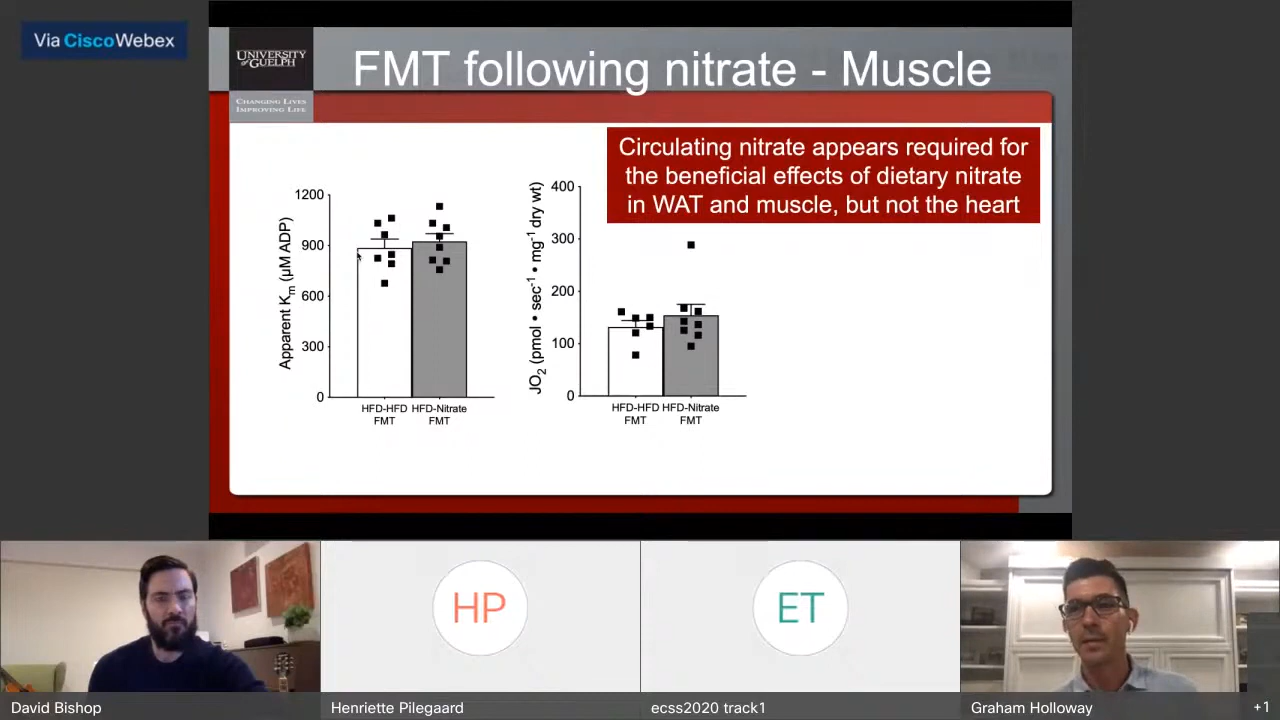 Via Cisco Webex
UNIVERSITY
OF GUELPH
CHANGING LIVES
IMPROVING LIFE
FMT following nitrate - Muscle
Circulating nitrate appears required for
the beneficial effects of dietary nitrate
in WAT and muscle, but not the heart
Apparent Km (µM ADP)
1200
900
600
300
0
HFD-HFD HFD-Nitrate
FMT FMT
JO2 (pmol • sec-1 • mg-1 dry wt)
400
300
200
100
0
HFD-HFD HFD-Nitrate
FMT FMT
HP
ET
David Bishop
Henriette Pilegaard
ecss2020 track1
Graham Holloway
+1